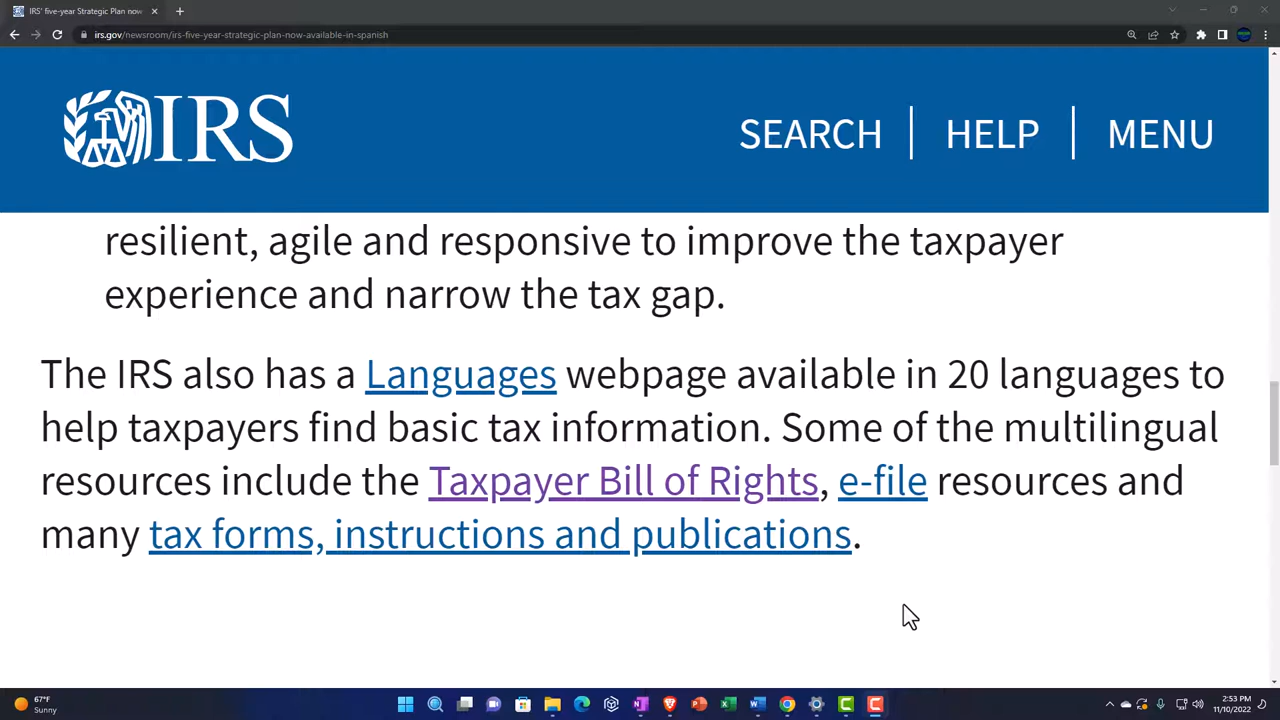 IRS' five-year Strategic Plan now
irs.gov/newsroom/irs-five-year-strategic-plan-now-available-in-spanish
IRS
SEARCH
HELP
MENU
resilient, agile and responsive to improve the taxpayer
experience and narrow the tax gap.
The IRS also has a Languages webpage available in 20 languages to
help taxpayers find basic tax information. Some of the multilingual
resources include the Taxpayer Bill of Rights, e-file resources and
many tax forms, instructions and publications.
67°F
Sunny
2:53 PM
11/10/2022